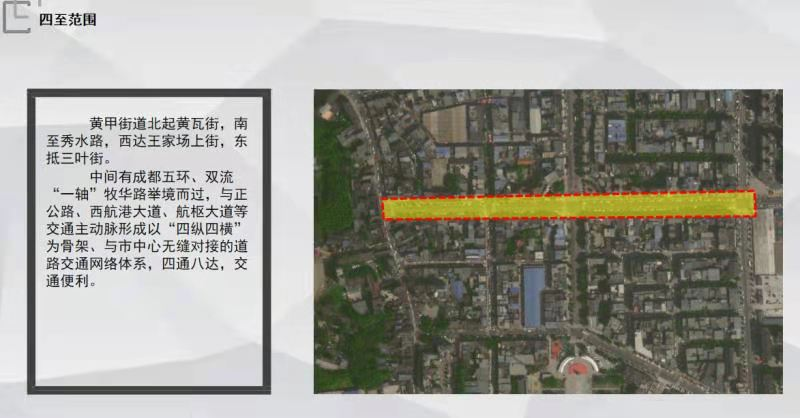 四至范围
黄甲街道北起黄瓦街，南
至秀水路，西达王家场上街，东
抵三叶街。
中间有成都五环、双流
“一轴”牧华路举境而过，与正
公路、西航港大道、航枢大道等
交通主动脉形成以“四纵四横”
为骨架、与市中心无缝对接的道
路交通网络体系，四通八达，交
通便利。